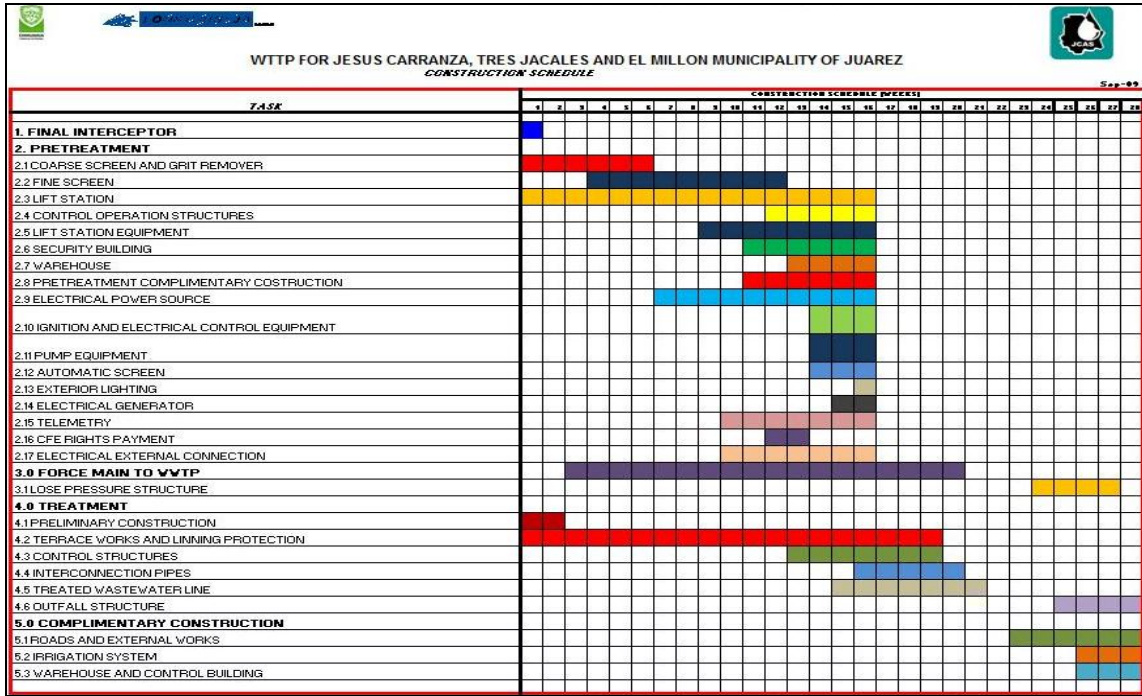 JCAS
WTTP FOR JESUS CARRANZA, TRES JACALES AND EL MILLON MUNICIPALITY OF JUAREZ
CONSTRUCTION SCHEDULE
Sep-09
TASK
CONSTRUCTION SCHEDULE (WEEKS)
1 2 3 4 5 6 7 8 9 10 11 12 13 14 15 16 17 18 19 20 21 22 23 24 25 26 27 28
1. FINAL INTERCEPTOR
2. PRETREATMENT
2.1 COARSE SCREEN AND GRIT REMOVER
2.2 FINE SCREEN
2.3 LIFT STATION
2.4 CONTROL OPERATION STRUCTURES
2.5 LIFT STATION EQUIPMENT
2.6 SECURITY BUILDING
2.7 WAREHOUSE
2.8 PRETREATMENT COMPLIMENTARY COSTRUCTION
2.9 ELECTRICAL POWER SOURCE
2.10 IGNITION AND ELECTRICAL CONTROL EQUIPMENT
2.11 PUMP EQUIPMENT
2.12 AUTOMATIC SCREEN
2.13 EXTERIOR LIGHTING
2.14 ELECTRICAL GENERATOR
2.15 TELEMETRY
2.16 CFE RIGHTS PAYMENT
2.17 ELECTRICAL EXTERNAL CONNECTION
3.0 FORCE MAIN TO WWTP
3.1 LOSE PRESSURE STRUCTURE
4.0 TREATMENT
4.1 PRELIMINARY CONSTRUCTION
4.2 TERRACE WORKS AND LINNING PROTECTION
4.3 CONTROL STRUCTURES
4.4 INTERCONNECTION PIPES
4.5 TREATED WASTEWATER LINE
4.6 OUTFALL STRUCTURE
5.0 COMPLIMENTARY CONSTRUCTION
5.1 ROADS AND EXTERNAL WORKS
5.2 IRRIGATION SYSTEM
5.3 WAREHOUSE AND CONTROL BUILDING